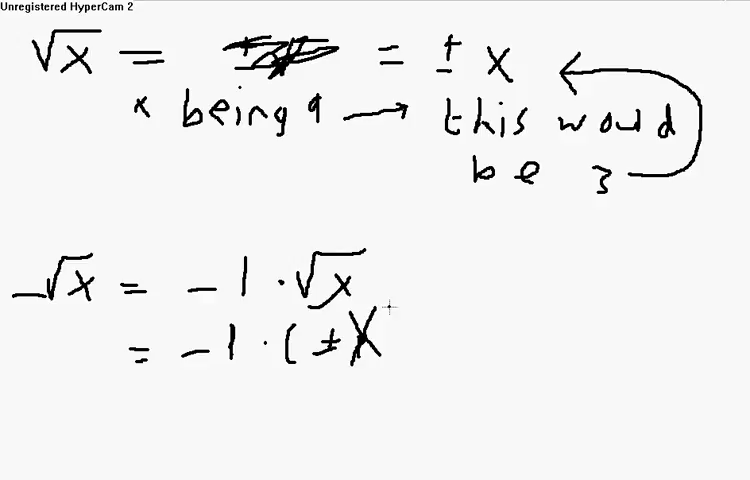 Unregistered HyperCam 2
√x = = ± x
x being 9 → this would
be 3
-√x = -1 · √x
= -1 · ( ± x